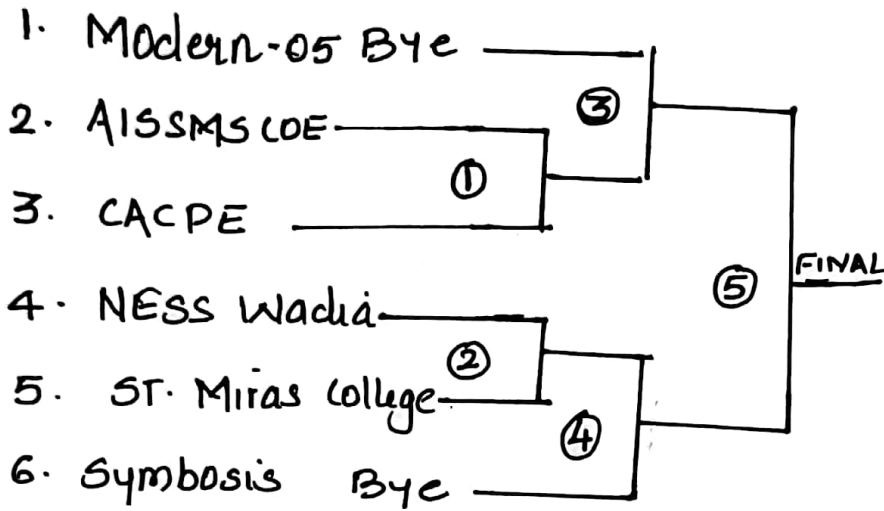 1. Modern-05 Bye
③
2. AISSMS COE
①
3. CACPE
FINAL
⑤
4. NESS Wadia
②
5. ST. Miras College
④
6. Symbosis Bye